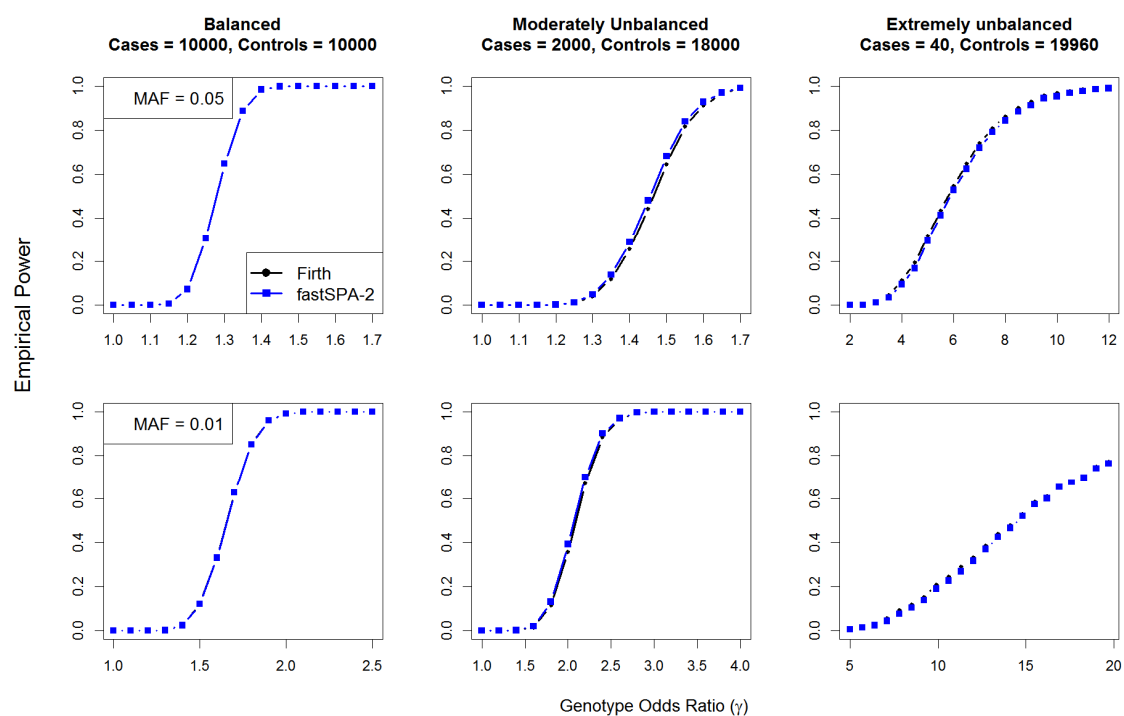 Balanced
Cases = 10000, Controls = 10000
Moderately Unbalanced
Cases = 2000, Controls = 18000
Extremely unbalanced
Cases = 40, Controls = 19960
Empirical Power
MAF = 0.05
Firth
fastSPA-2
0.0 0.2 0.4 0.6 0.8 1.0
1.0 1.1 1.2 1.3 1.4 1.5 1.6 1.7
0.0 0.2 0.4 0.6 0.8 1.0
1.0 1.1 1.2 1.3 1.4 1.5 1.6 1.7
0.0 0.2 0.4 0.6 0.8 1.0
2 4 6 8 10 12
MAF = 0.01
0.0 0.2 0.4 0.6 0.8 1.0
1.0 1.5 2.0 2.5
0.0 0.2 0.4 0.6 0.8 1.0
1.0 1.5 2.0 2.5 3.0 3.5 4.0
0.0 0.2 0.4 0.6 0.8 1.0
5 10 15 20
Genotype Odds Ratio (γ)